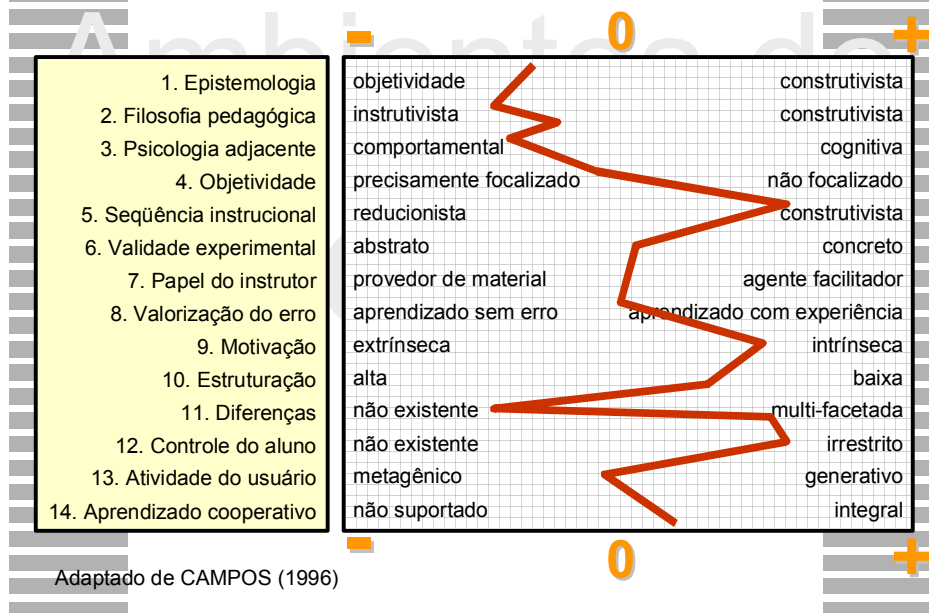 Ambientes de
- 0 +
1. Epistemologia objetividade construtivista
2. Filosofia pedagógica instrutivista construtivista
3. Psicologia adjacente comportamental cognitiva
4. Objetividade precisamente focalizado não focalizado
5. Seqüência instrucional reducionista construtivista
6. Validade experimental abstrato concreto
7. Papel do instrutor provedor de material agente facilitador
8. Valorização do erro aprendizado sem erro aprendizado com experiência
9. Motivação extrínseca intrínseca
10. Estruturação alta baixa
11. Diferenças não existente multi-facetada
12. Controle do aluno não existente irrestrito
13. Atividade do usuário metagênico generativo
14. Aprendizado cooperativo não suportado integral
- 0 +
Adaptado de CAMPOS (1996)